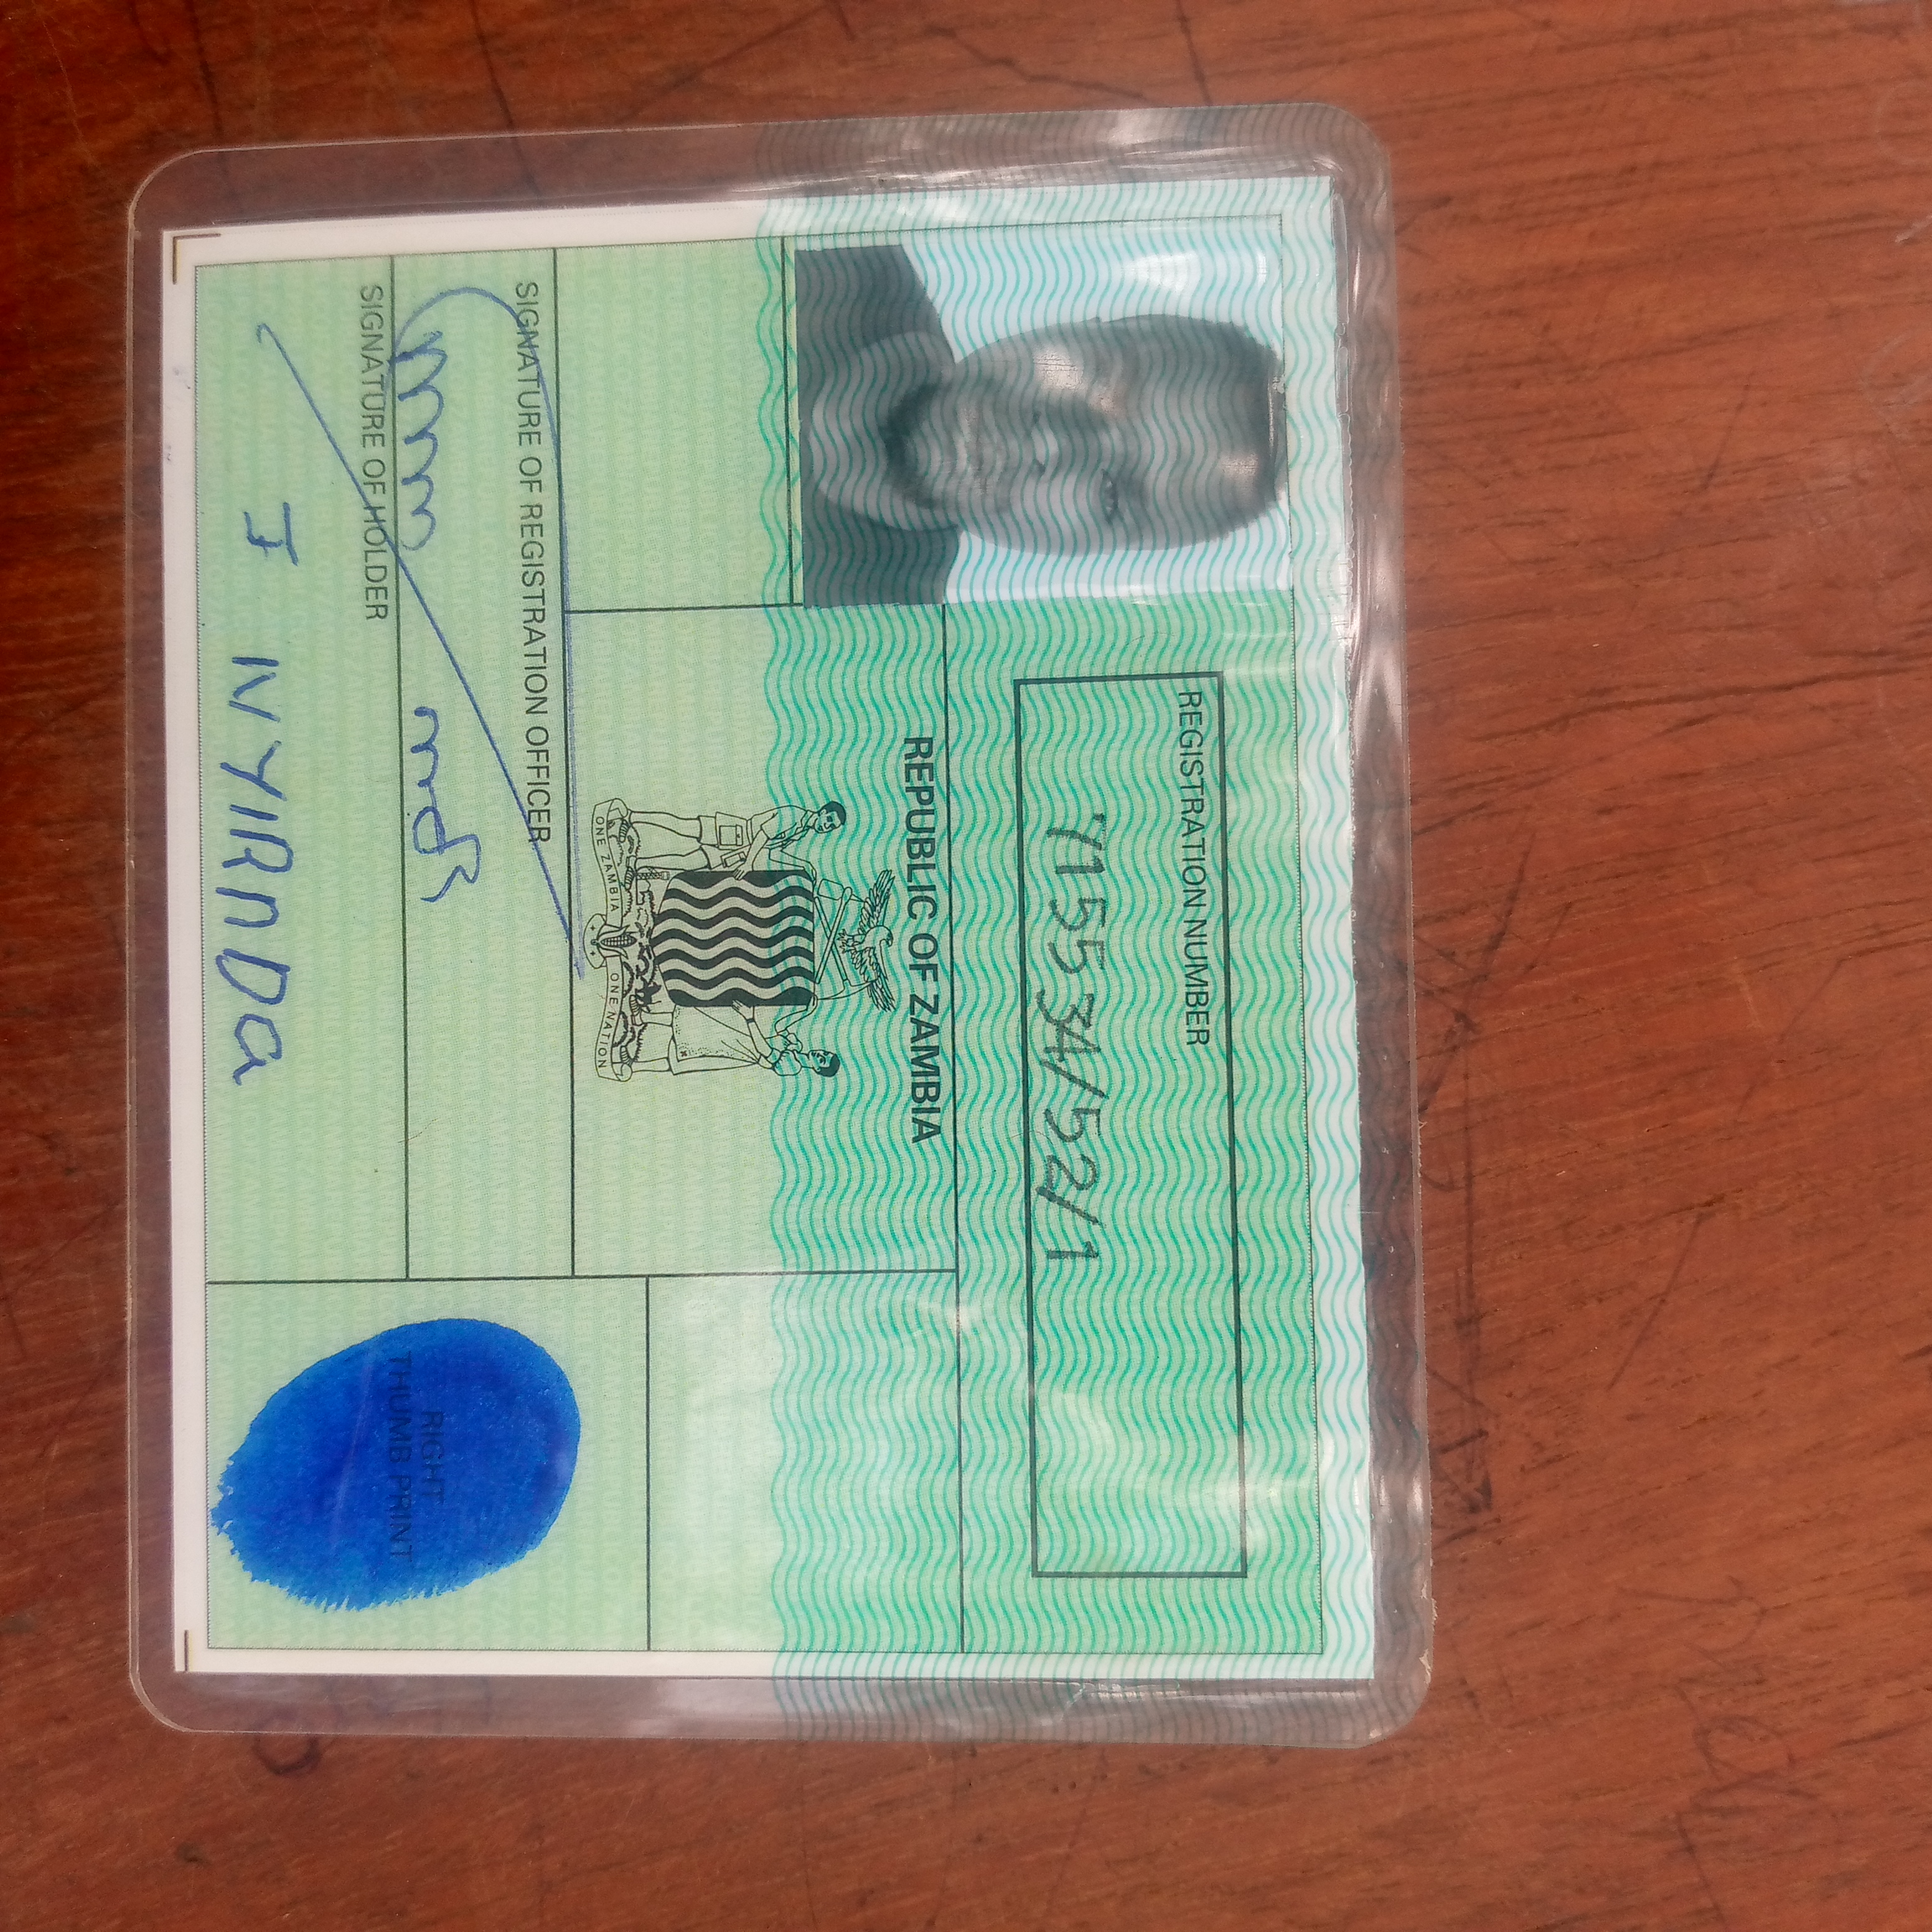 REGISTRATION NUMBER
715534/52/1
REPUBLIC OF ZAMBIA
ONE ZAMBIA ONE NATION
SIGNATURE OF REGISTRATION OFFICER
SIGNATURE OF HOLDER
I NYIRnDa
RIGHT
THUMB PRINT